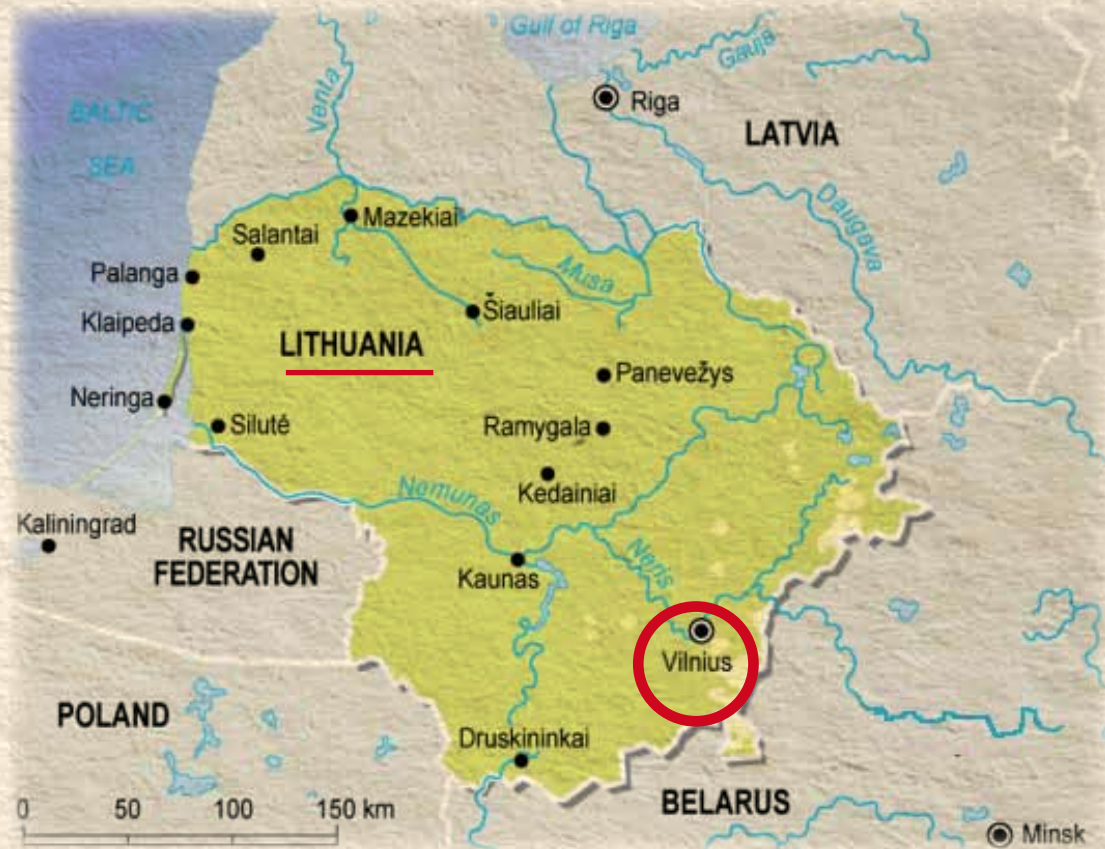 Gulf of Riga
Gauja
Venta
Riga
BALTIC
SEA
LATVIA
Daugava
Mazekiai
Salantai
Palanga
Musa
Šiauliai
Klaipeda
LITHUANIA
Panevežys
Neringa
Siluté
Ramygala
Kedainiai
Nemunas
Kaliningrad
RUSSIAN
FEDERATION
Neris
Kaunas
Vilnius
POLAND
Druskininkai
BELARUS
0 50 100 150 km
Minsk